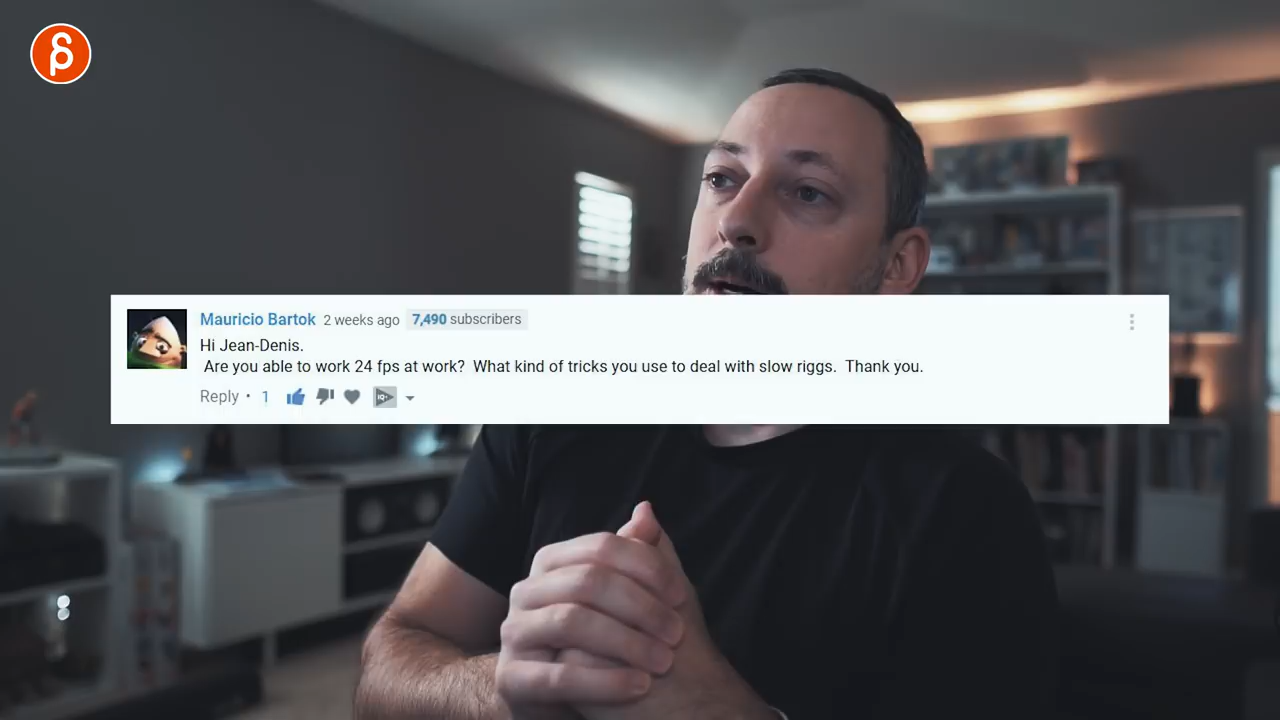 Mauricio Bartok 2 weeks ago 7,490 subscribers
Hi Jean-Denis.
Are you able to work 24 fps at work? What kind of tricks you use to deal with slow riggs. Thank you.
Reply • 1